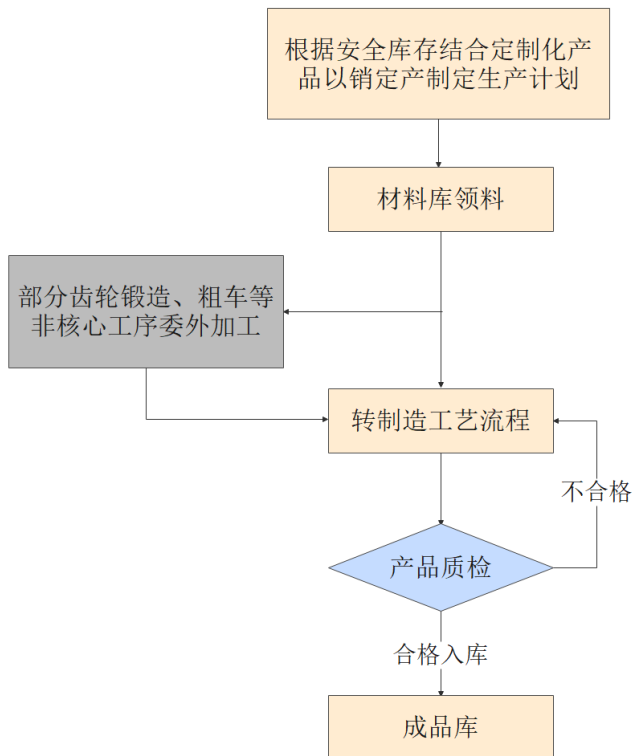 根据安全库存结合定制化产
品以销定产制定生产计划
材料库领料
部分齿轮锻造、粗车等
非核心工序委外加工
转制造工艺流程
不合格
产品质检
合格入库
成品库